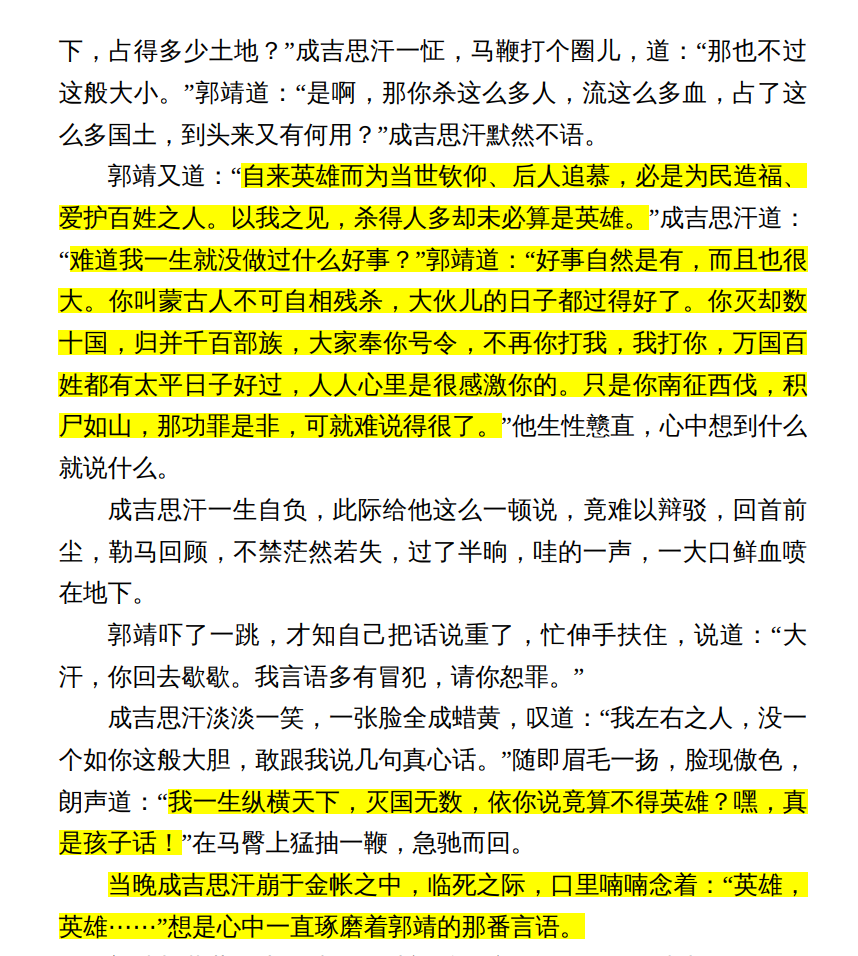 下，占得多少土地？”成吉思汗一怔，马鞭打个圈儿，道：“那也不过
这般大小。”郭靖道：“是啊，那你杀这么多人，流这么多血，占了这
么多国土，到头来又有何用？”成吉思汗默然不语。
郭靖又道：“自来英雄而为当世钦仰、后人追慕，必是为民造福、
爱护百姓之人。以我之见，杀得人多却未必算是英雄。”成吉思汗道：
“难道我一生就没做过什么好事？”郭靖道：“好事自然是有，而且也很
大。你叫蒙古人不可自相残杀，大伙儿的日子都过得好了。你灭却数
十国，归并千百部族，大家奉你号令，不再你打我，我打你，万国百
姓都有太平日子好过，人人心里是很感激你的。只是你南征西伐，积
尸如山，那功罪是非，可就难说得很了。”他生性戆直，心中想到什么
就说什么。
成吉思汗一生自负，此际给他这么一顿说，竟难以辩驳，回首前
尘，勒马回顾，不禁茫然若失，过了半晌，哇的一声，一大口鲜血喷
在地下。
郭靖吓了一跳，才知自己把话说重了，忙伸手扶住，说道：“大
汗，你回去歇歇。我言语多有冒犯，请你恕罪。”
成吉思汗淡淡一笑，一张脸全成蜡黄，叹道：“我左右之人，没一
个如你这般大胆，敢跟我说几句真心话。”随即眉毛一扬，脸现傲色，
朗声道：“我一生纵横天下，灭国无数，依你说竟算不得英雄？嘿，真
是孩子话！”在马臀上猛抽一鞭，急驰而回。
当晚成吉思汗崩于金帐之中，临死之际，口里喃喃念着：“英雄，
英雄……”想是心中一直琢磨着郭靖的那番言语。